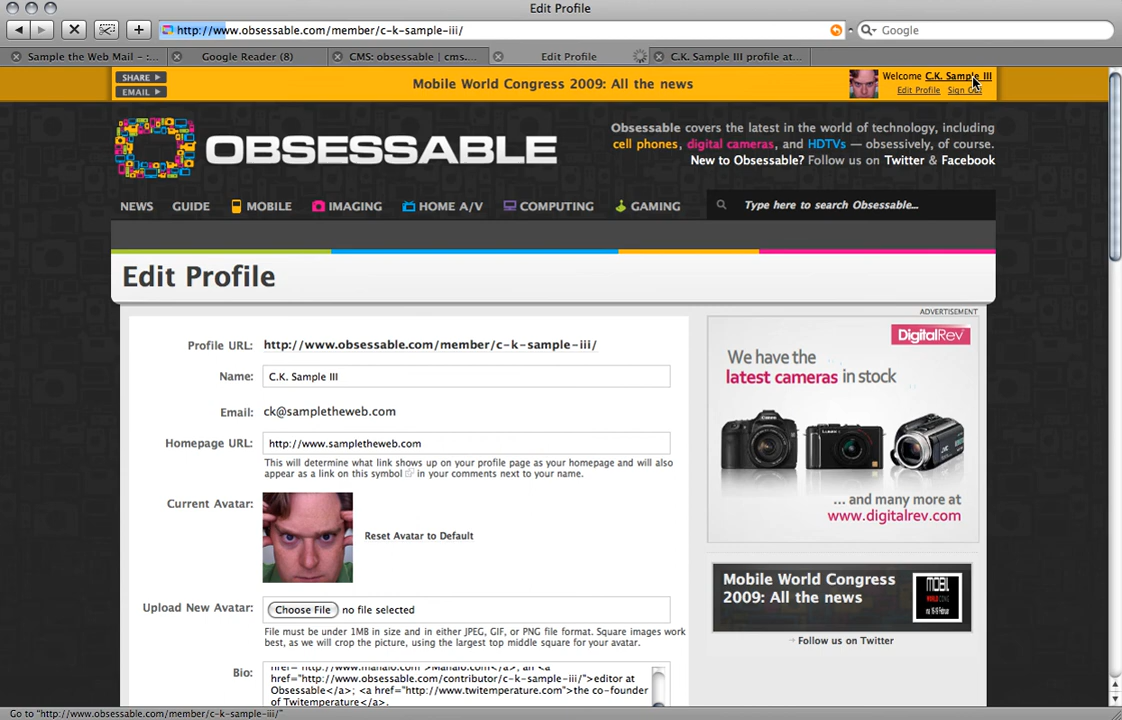 Edit Profile
http://www.obsessable.com/member/c-k-sample-iii/
Google
Sample the Web Mail – :...
Google Reader (8)
CMS: obsessable | cms....
Edit Profile
C.K. Sample III profile at...
SHARE
EMAIL
Mobile World Congress 2009: All the news
Welcome C.K. Sample III
Edit Profile Sign Out
OBSESSABLE
Obsessable covers the latest in the world of technology, including
cell phones, digital cameras, and HDTVs — obsessively, of course.
New to Obsessable? Follow us on Twitter & Facebook
NEWS
GUIDE
MOBILE
IMAGING
HOME A/V
COMPUTING
GAMING
Type here to search Obsessable...
Edit Profile
ADVERTISEMENT
Profile URL: http://www.obsessable.com/member/c-k-sample-iii/
Name: C.K. Sample III
Email: ck@sampletheweb.com
Homepage URL: http://www.sampletheweb.com
This will determine what link shows up on your profile page as your homepage and will also
appear as a link on this symbol in your comments next to your name.
Current Avatar:
Reset Avatar to Default
Upload New Avatar: Choose File no file selected
File must be under 1MB in size and in either JPEG, GIF, or PNG file format. Square images work
best, as we will crop the picture, using the largest top middle square for your avatar.
Bio:
href="http://www.mahalo.com">Mahalo.com</a>, an <a
href="http://www.obsessable.com/contributor/c-k-sample-iii/">editor at
Obsessable</a>; <a href="http://www.twitemperature.com">the co-founder
of Twitemperature</a>.
DigitalRev
We have the
latest cameras in stock
... and many more at
www.digitalrev.com
Mobile World Congress
2009: All the news
Follow us on Twitter
Go to "http://www.obsessable.com/member/c-k-sample-iii/"